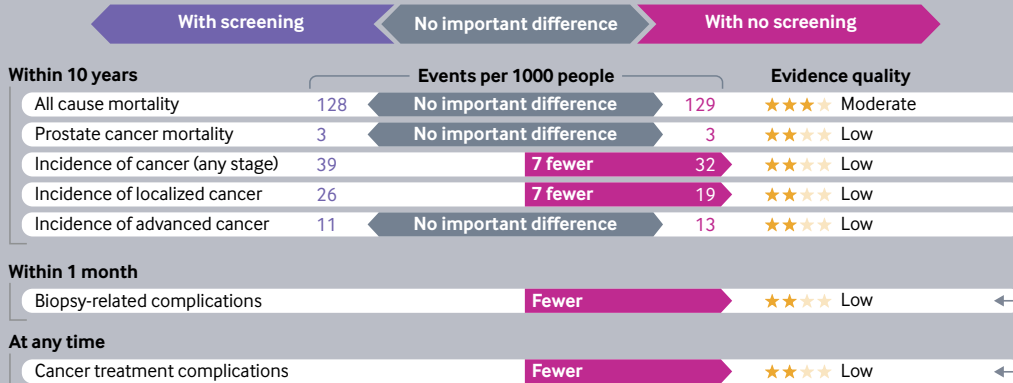 With screening No important difference With no screening
Within 10 years Events per 1000 people Evidence quality
All cause mortality 128 No important difference 129 Moderate
Prostate cancer mortality 3 No important difference 3 Low
Incidence of cancer (any stage) 39 7 fewer 32 Low
Incidence of localized cancer 26 7 fewer 19 Low
Incidence of advanced cancer 11 No important difference 13 Low
Within 1 month
Biopsy-related complications Fewer Low
At any time
Cancer treatment complications Fewer Low